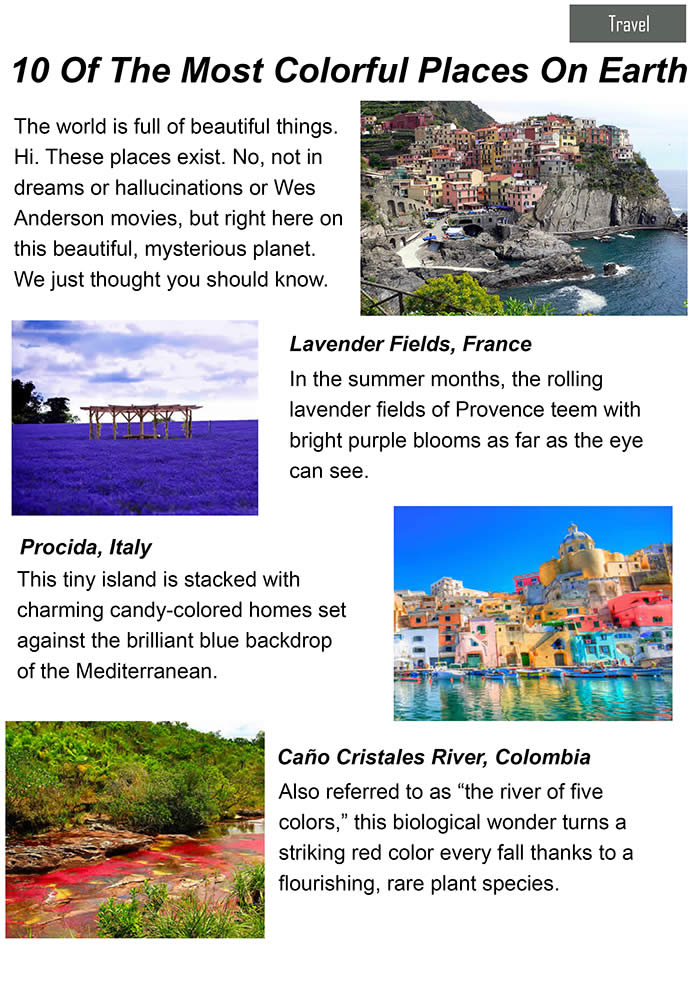 Travel
10 Of The Most Colorful Places On Earth
The world is full of beautiful things.
Hi. These places exist. No, not in
dreams or hallucinations or Wes
Anderson movies, but right here on
this beautiful, mysterious planet.
We just thought you should know.
Lavender Fields, France
In the summer months, the rolling
lavender fields of Provence teem with
bright purple blooms as far as the eye
can see.
Procida, Italy
This tiny island is stacked with
charming candy-colored homes set
against the brilliant blue backdrop
of the Mediterranean.
Caño Cristales River, Colombia
Also referred to as “the river of five
colors,” this biological wonder turns a
striking red color every fall thanks to a
flourishing, rare plant species.